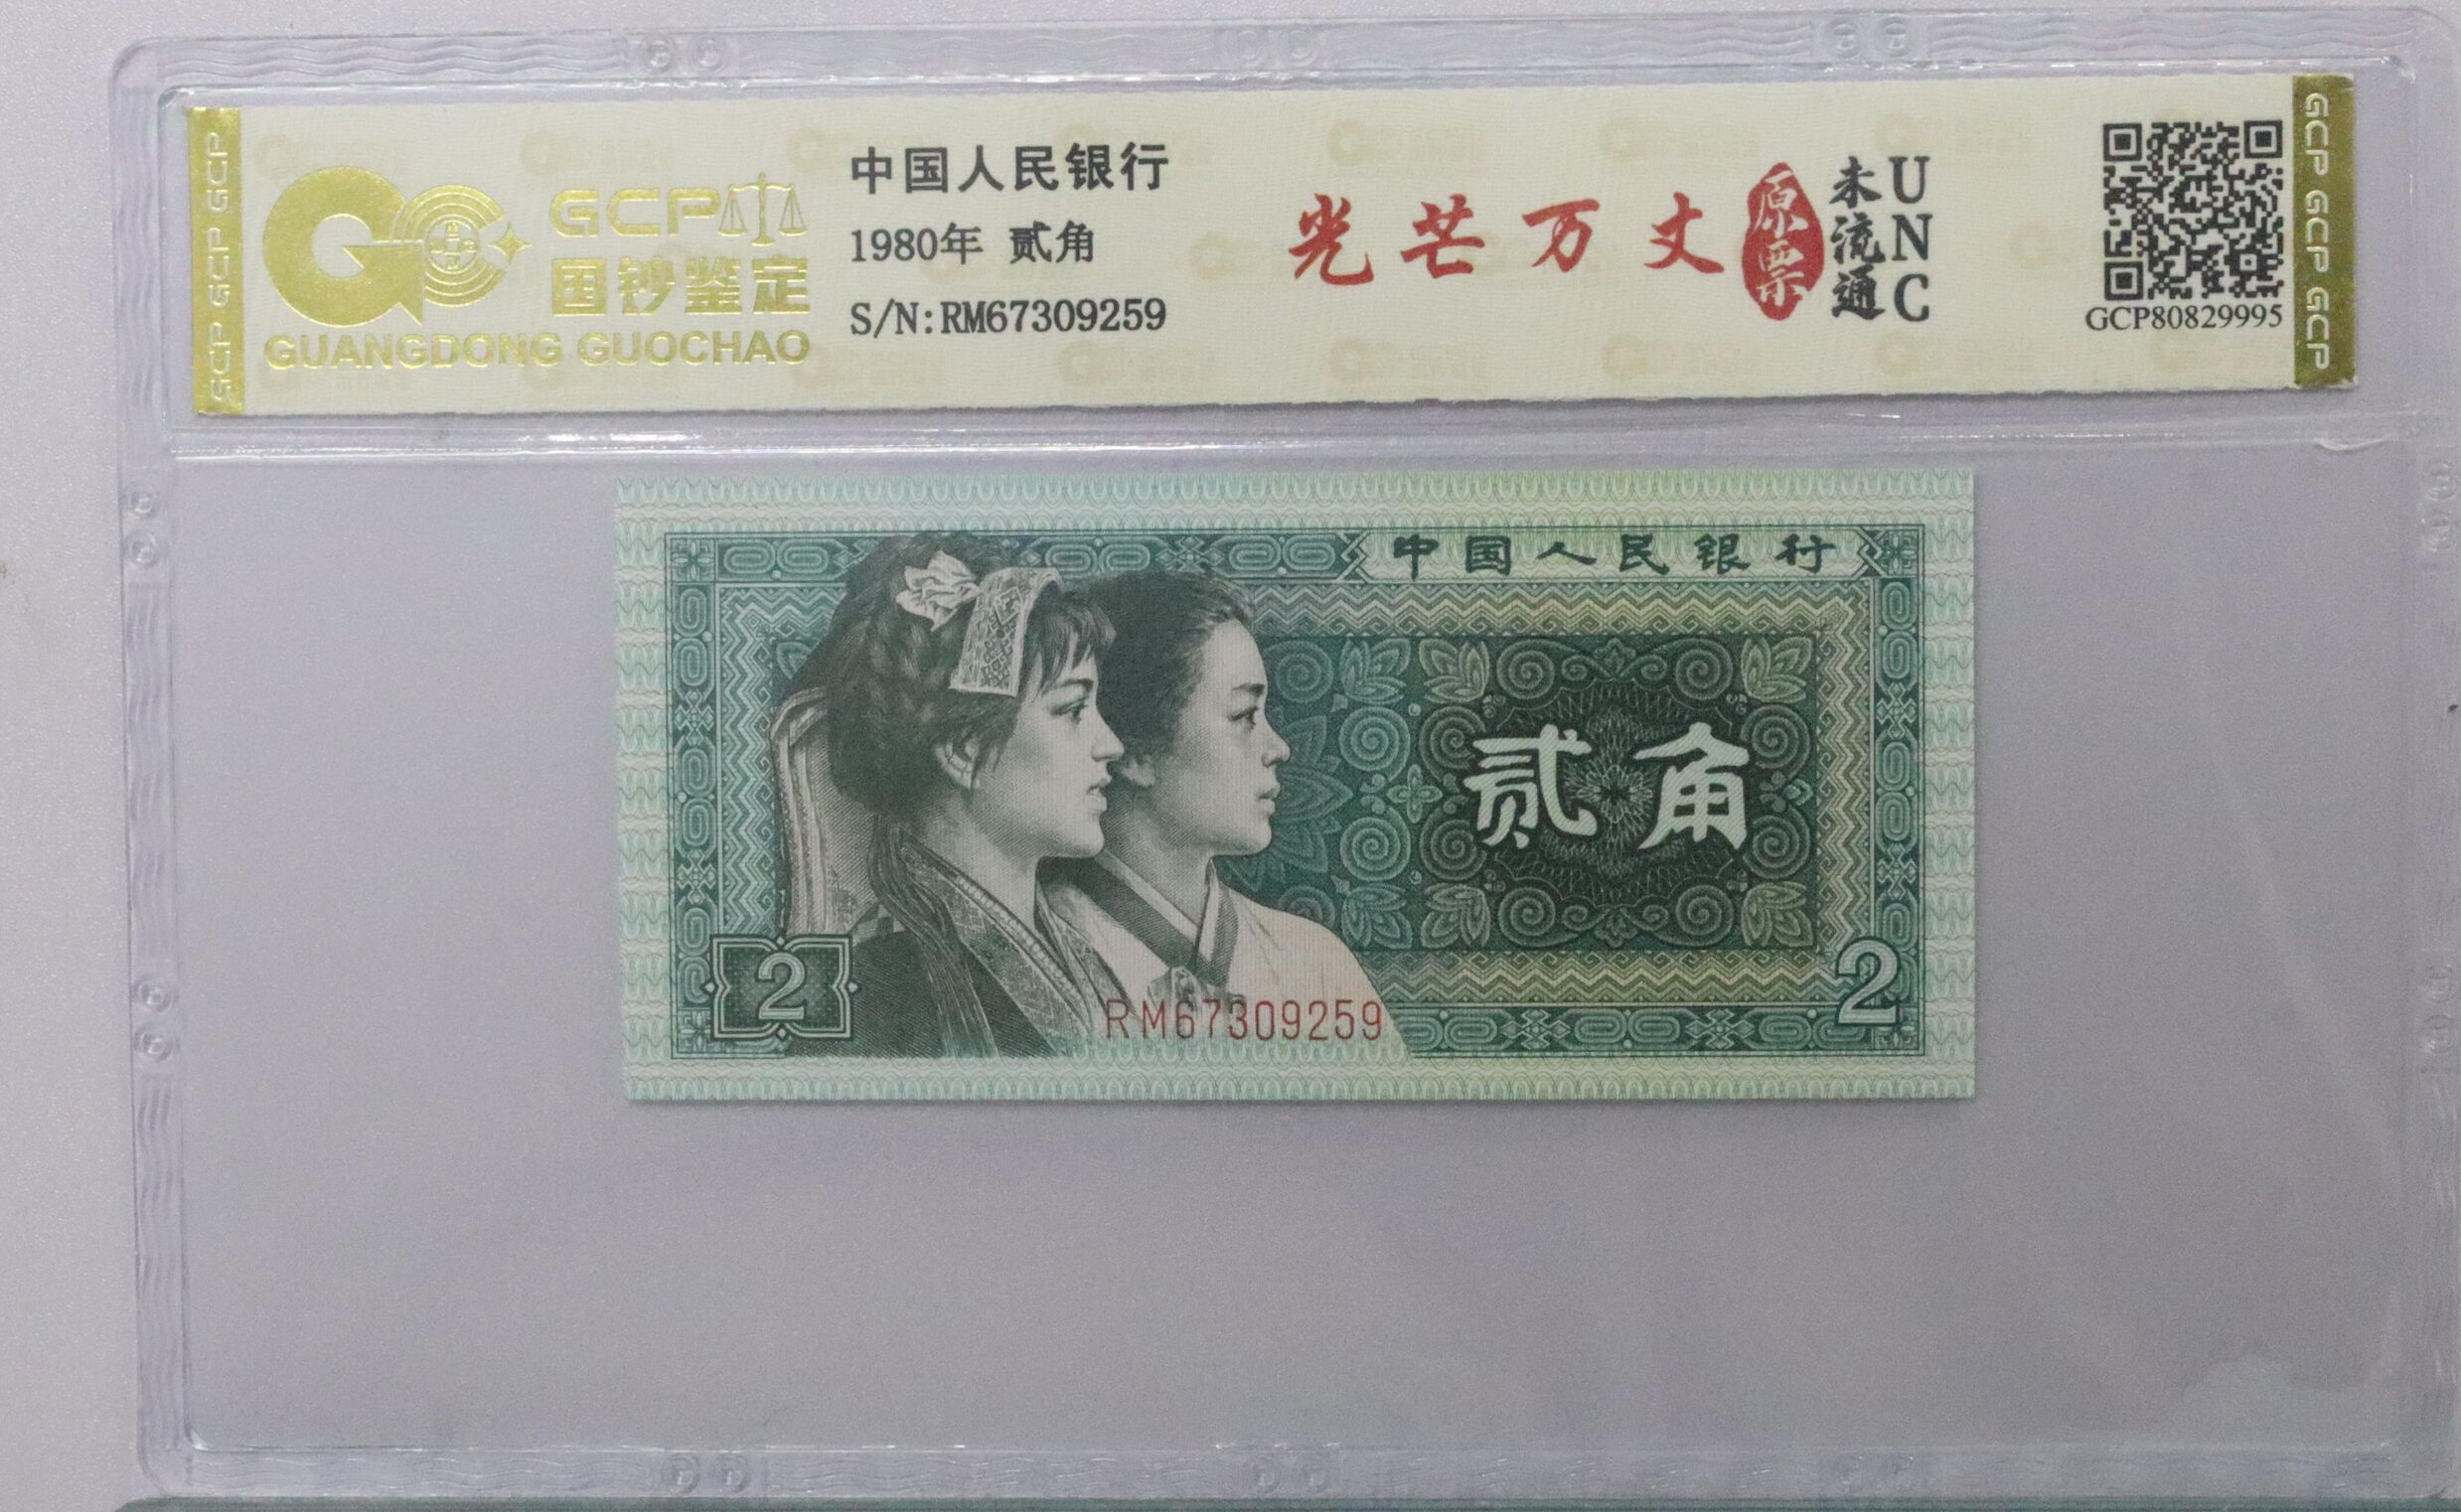 GCP GCP GCP
GCP
国钞鉴定
GUANGDONG GUOCHAO
中国人民银行
1980年 贰角
S/N:RM67309259
光芒万丈
原票
未流通
UNC
GCP80829995
GCP GCP GCP
中国人民银行
贰角
2
2
RM67309259